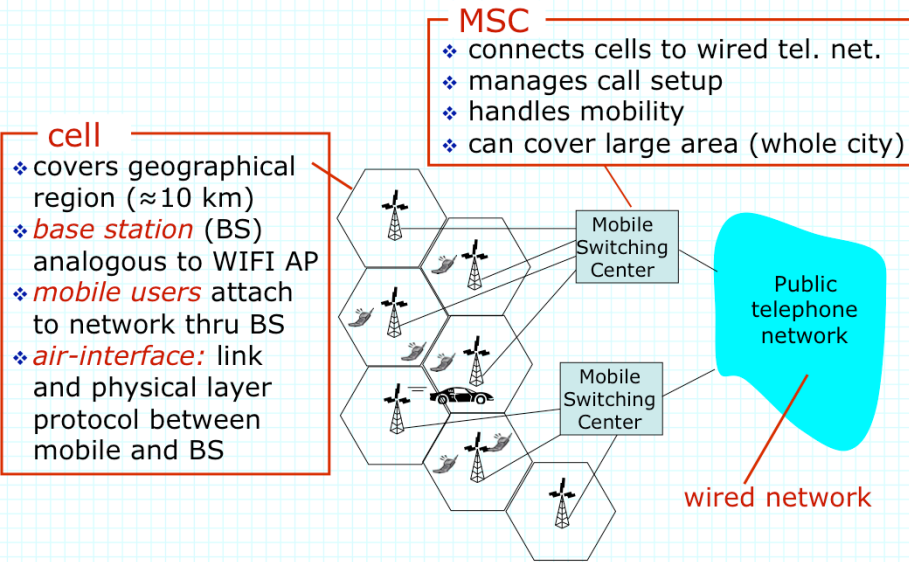 MSC
❖ connects cells to wired tel. net.
❖ manages call setup
❖ handles mobility
❖ can cover large area (whole city)
cell
❖ covers geographical
region (≈10 km)
❖ base station (BS)
analogous to WIFI AP
❖ mobile users attach
to network thru BS
❖ air-interface: link
and physical layer
protocol between
mobile and BS
Mobile
Switching
Center
Public
telephone
network
Mobile
Switching
Center
wired network